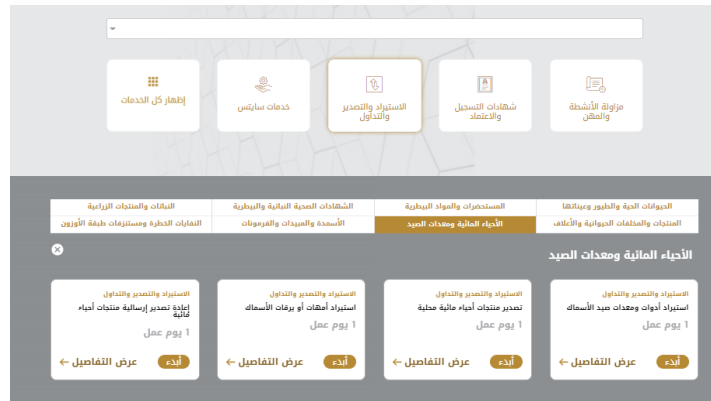 مزاولة الأنشطة
والمهن
شهادات التسجيل
والاعتماد
الاستيراد والتصدير
والتداول
خدمات سايتس
إظهار كل الخدمات
الحيوانات الحية والطيور وعيناتها
المستحضرات والمواد البيطرية
الشهادات الصحية النباتية والبيطرية
النباتات والمنتجات الزراعية
المنتجات والمخلفات الحيوانية والأعلاف
الأحياء المائية ومعدات الصيد
الأسمدة والمبيدات والفرمونات
النفايات الخطرة ومستنزفات طبقة الأوزون
الأحياء المائية ومعدات الصيد
الاستيراد والتصدير والتداول
استيراد أدوات ومعدات صيد الأسماك
1 يوم عمل
أبدء
عرض التفاصيل
الاستيراد والتصدير والتداول
تصدير منتجات أحياء مائية محلية
1 يوم عمل
أبدء
عرض التفاصيل
الاستيراد والتصدير والتداول
استيراد أمهات أو يرقات الأسماك
1 يوم عمل
أبدء
عرض التفاصيل
الاستيراد والتصدير والتداول
إعادة تصدير إرسالية منتجات أحياء
مائية
1 يوم عمل
أبدء
عرض التفاصيل